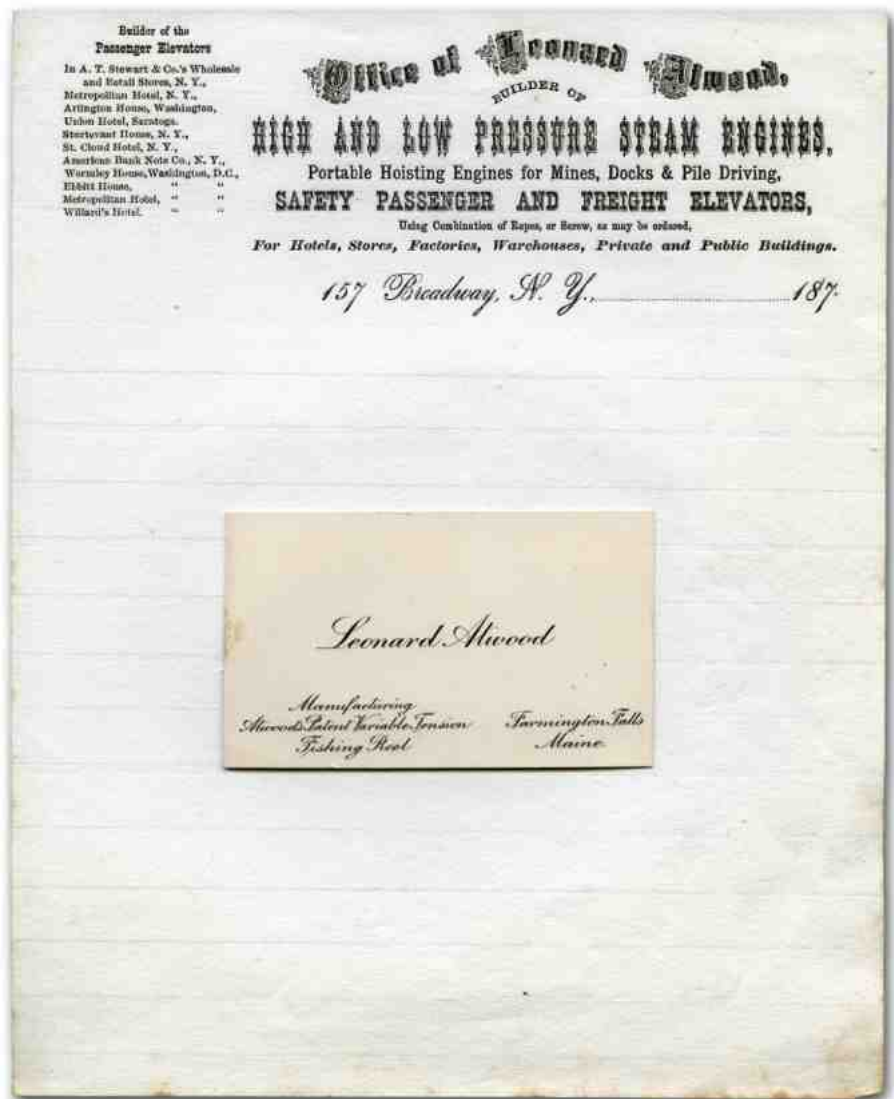 Builder of the
Passenger Elevators
In A. T. Stewart & Co.'s Wholesale
and Retail Stores, N. Y.,
Metropolitan Hotel, N. Y.,
Arlington House, Washington,
Union Hotel, Saratoga.
Sturtevant House, N. Y.,
St. Cloud Hotel, N. Y.,
American Bank Note Co., N. Y.,
Wormley House, Washington, D.C.,
Ebbitt House, " "
Metropolitan Hotel, " "
Willard's Hotel. " "
Office of Leonard Atwood,
BUILDER OF
HIGH AND LOW PRESSURE STEAM ENGINES,
Portable Hoisting Engines for Mines, Docks & Pile Driving,
SAFETY PASSENGER AND FREIGHT ELEVATORS,
Using Combination of Ropes, or Screw, as may be ordered,
For Hotels, Stores, Factories, Warehouses, Private and Public Buildings.
157 Broadway, N. Y., 187
Leonard Atwood
Manufacturing
Atwood's Patent Variable Tension
Fishing Reel
Farmington Falls
Maine.